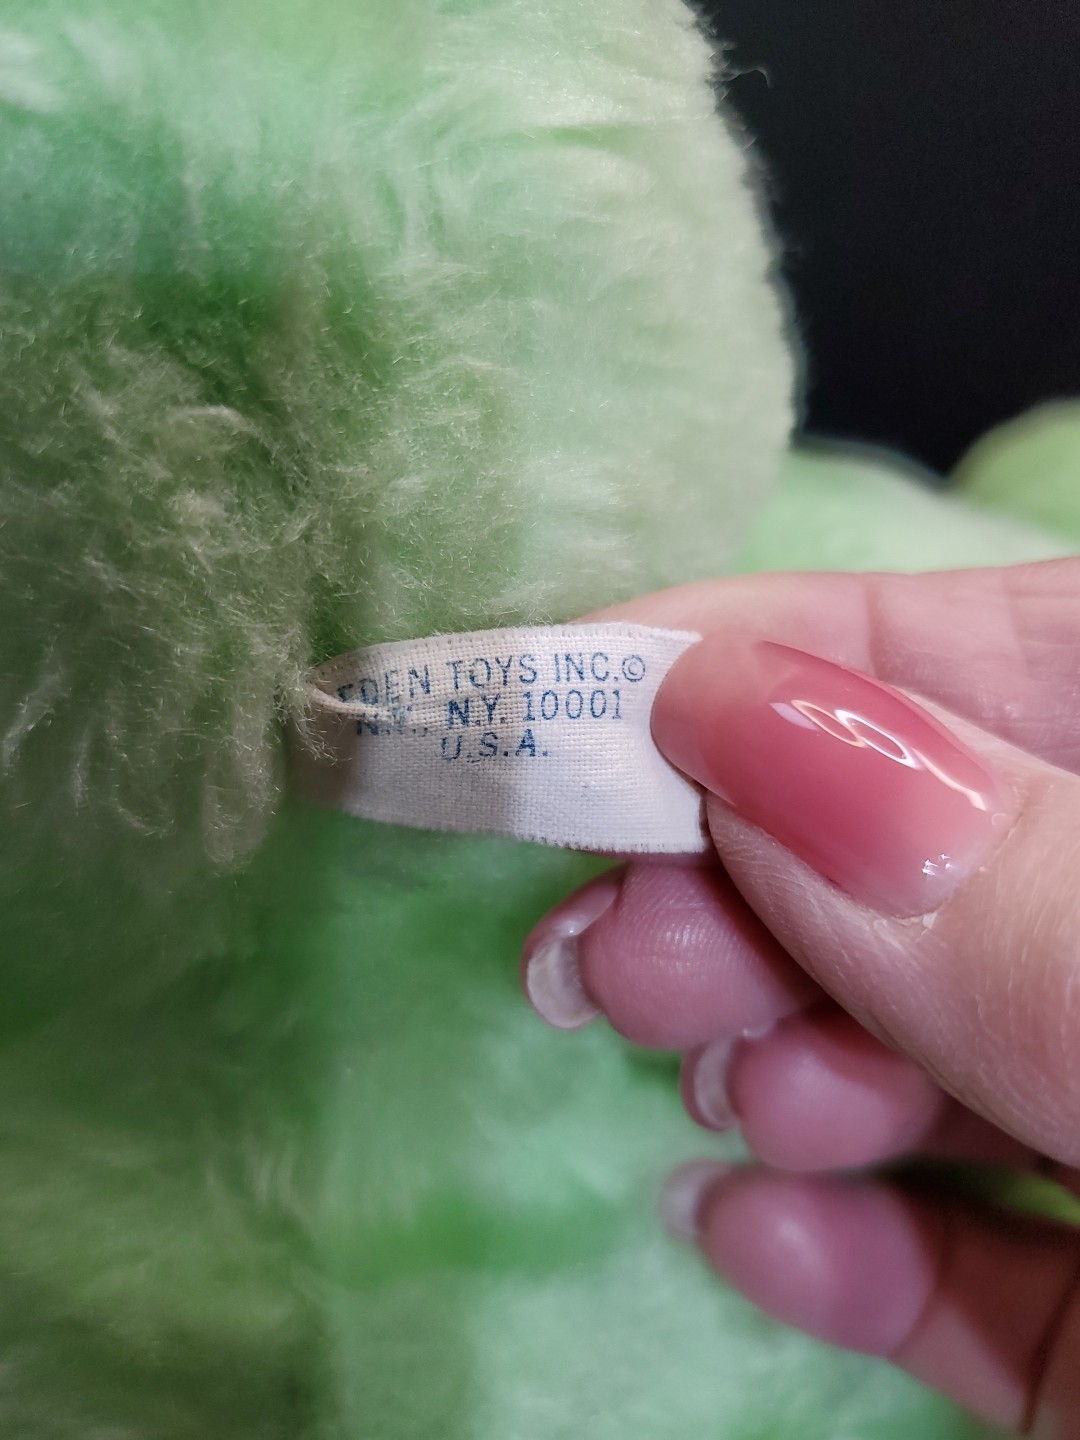 EDEN TOYS INC.©
N.Y., N.Y. 10001
U.S.A.